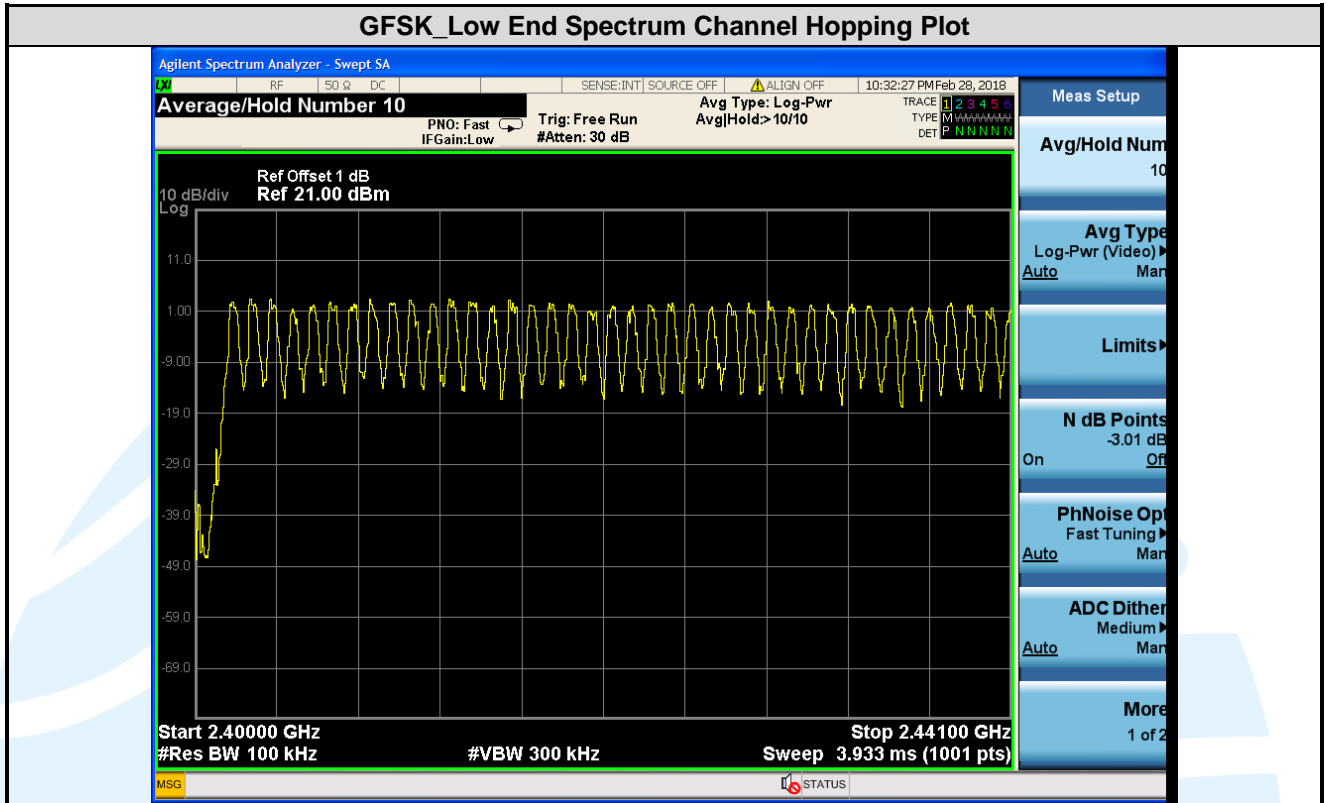 GFSK_Low End Spectrum Channel Hopping Plot
Agilent Spectrum Analyzer - Swept SA
LXI RF 50 Ω DC SENSE:INT SOURCE OFF ALIGN OFF 10:32:27 PM Feb 28, 2018
Average/Hold Number 10
PNO: Fast
IFGain:Low
Trig: Free Run
#Atten: 30 dB
Avg Type: Log-Pwr
Avg|Hold:>10/10
TRACE 1 2 3 4 5 6
TYPE M
DET P N N N N N
Ref Offset 1 dB
10 dB/div Ref 21.00 dBm
Log
11.0
1.00
-9.00
-19.0
-29.0
-39.0
-49.0
-59.0
-69.0
Start 2.40000 GHz Stop 2.44100 GHz
#Res BW 100 kHz #VBW 300 kHz Sweep 3.933 ms (1001 pts)
MSG STATUS
Meas Setup
Avg/Hold Num
10
Avg Type
Log-Pwr (Video)
Auto Man
Limits
N dB Points
-3.01 dB
On Off
PhNoise Opt
Fast Tuning
Auto Man
ADC Dither
Medium
Auto Man
More
1 of 2